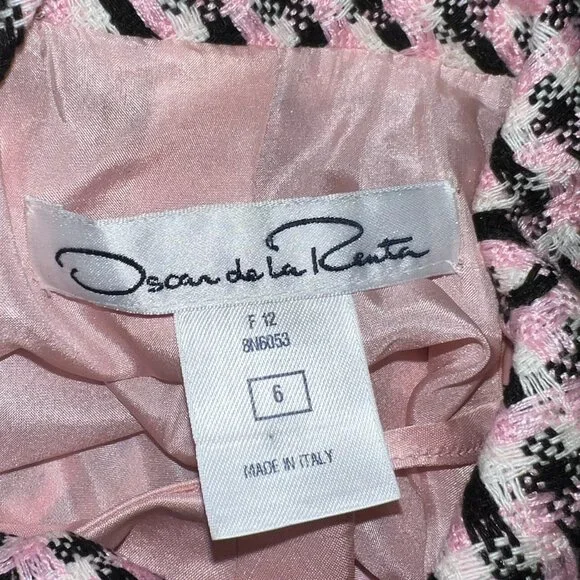 Oscar de la Renta
F 12
8N6053
6
MADE IN ITALY